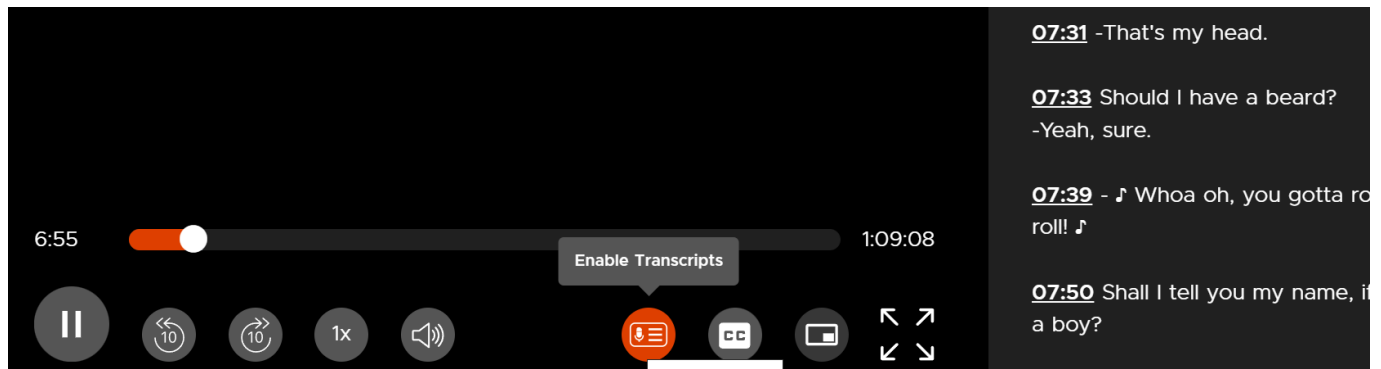 07:31 -That's my head.
07:33 Should I have a beard?
-Yeah, sure.
07:39 - ♪ Whoa oh, you gotta
roll! ♪
07:50 Shall I tell you my name,
a boy?
6:55
1:09:08
Enable Transcripts
10
10
1x
CC